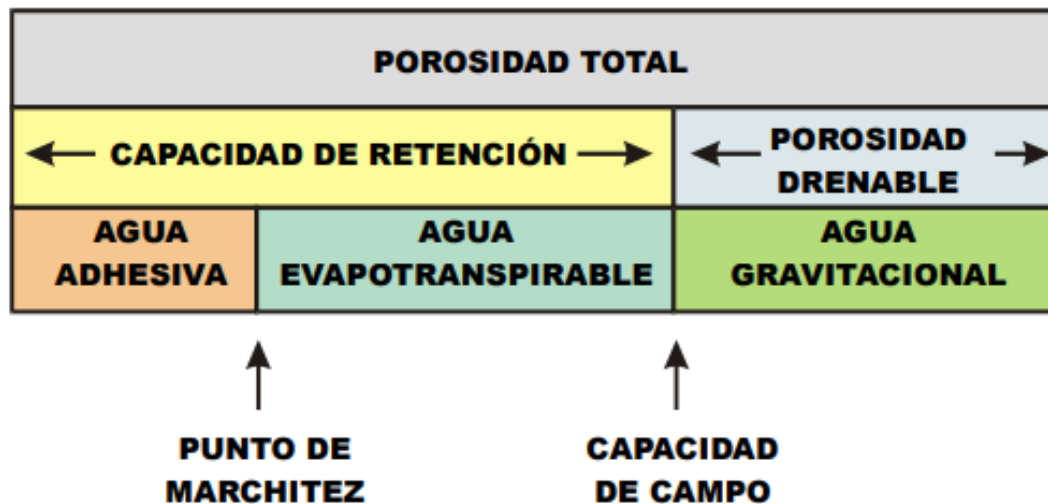 POROSIDAD TOTAL
CAPACIDAD DE RETENCIÓN
POROSIDAD
DRENABLE
AGUA
ADHESIVA
AGUA
EVAPOTRANSPIRABLE
AGUA
GRAVITACIONAL
PUNTO DE
MARCHITEZ
CAPACIDAD
DE CAMPO